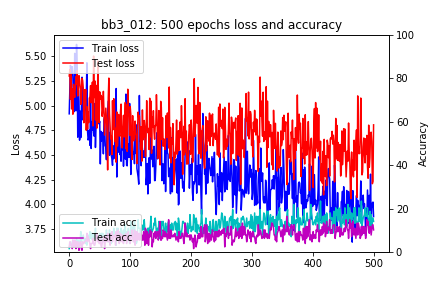 bb3_012: 500 epochs loss and accuracy
Train loss
Test loss
Train acc
Test acc
Loss
5.50
5.25
5.00
4.75
4.50
4.25
4.00
3.75
0
100
200
300
400
500
100
80
60
40
20
0
Accuracy